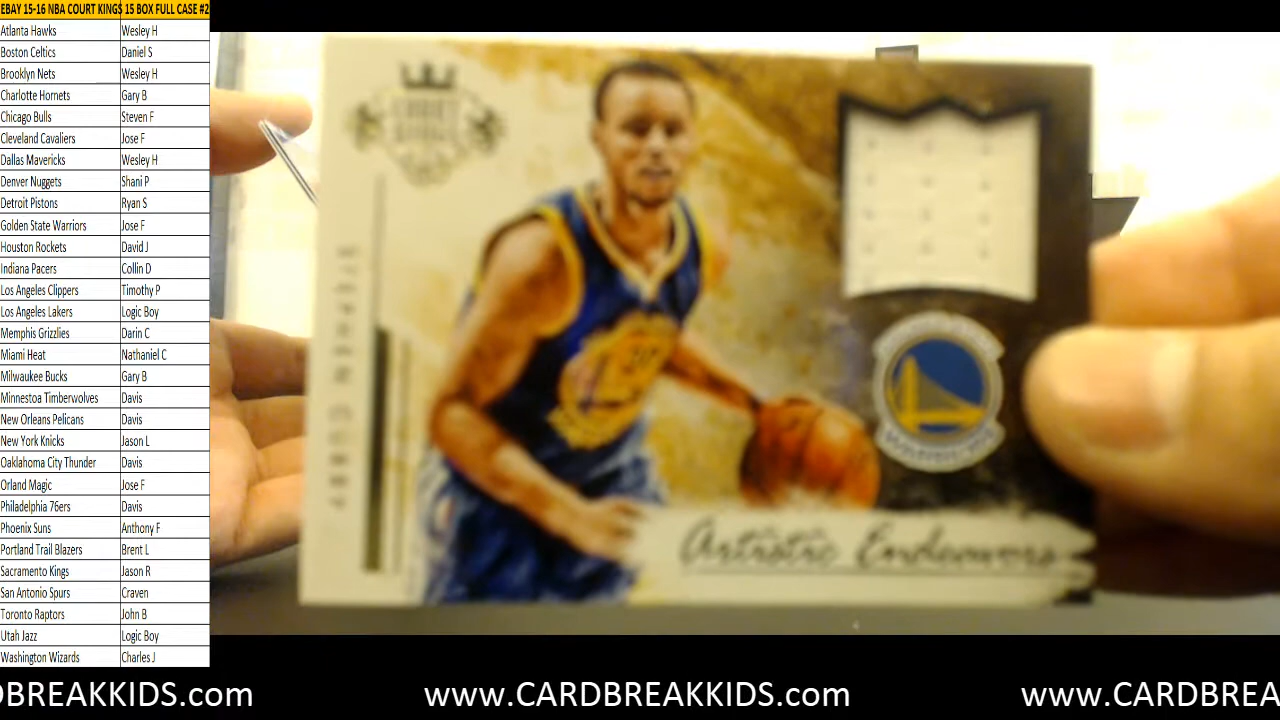 EBAY 15-16 NBA COURT KINGS 15 BOX FULL CASE #2
Atlanta Hawks Wesley H
Boston Celtics Daniel S
Brooklyn Nets Wesley H
Charlotte Hornets Gary B
Chicago Bulls Steven F
Cleveland Cavaliers Jose F
Dallas Mavericks Wesley H
Denver Nuggets Shani P
Detroit Pistons Ryan S
Golden State Warriors Jose F
Houston Rockets David J
Indiana Pacers Collin D
Los Angeles Clippers Timothy P
Los Angeles Lakers Logic Boy
Memphis Grizzlies Darin C
Miami Heat Nathaniel C
Milwaukee Bucks Gary B
Minnestoa Timberwolves Davis
New Orleans Pelicans Davis
New York Knicks Jason L
Oaklahoma City Thunder Davis
Orland Magic Jose F
Philadelphia 76ers Davis
Phoenix Suns Anthony F
Portland Trail Blazers Brent L
Sacramento Kings Jason R
San Antonio Spurs Craven
Toronto Raptors John B
Utah Jazz Logic Boy
Washington Wizards Charles J
COURT KINGS
STEPHEN CURRY
WARRIORS
Artistic Endeavors
DBREAKKIDS.com www.CARDBREAKKIDS.com www.CARDBREA